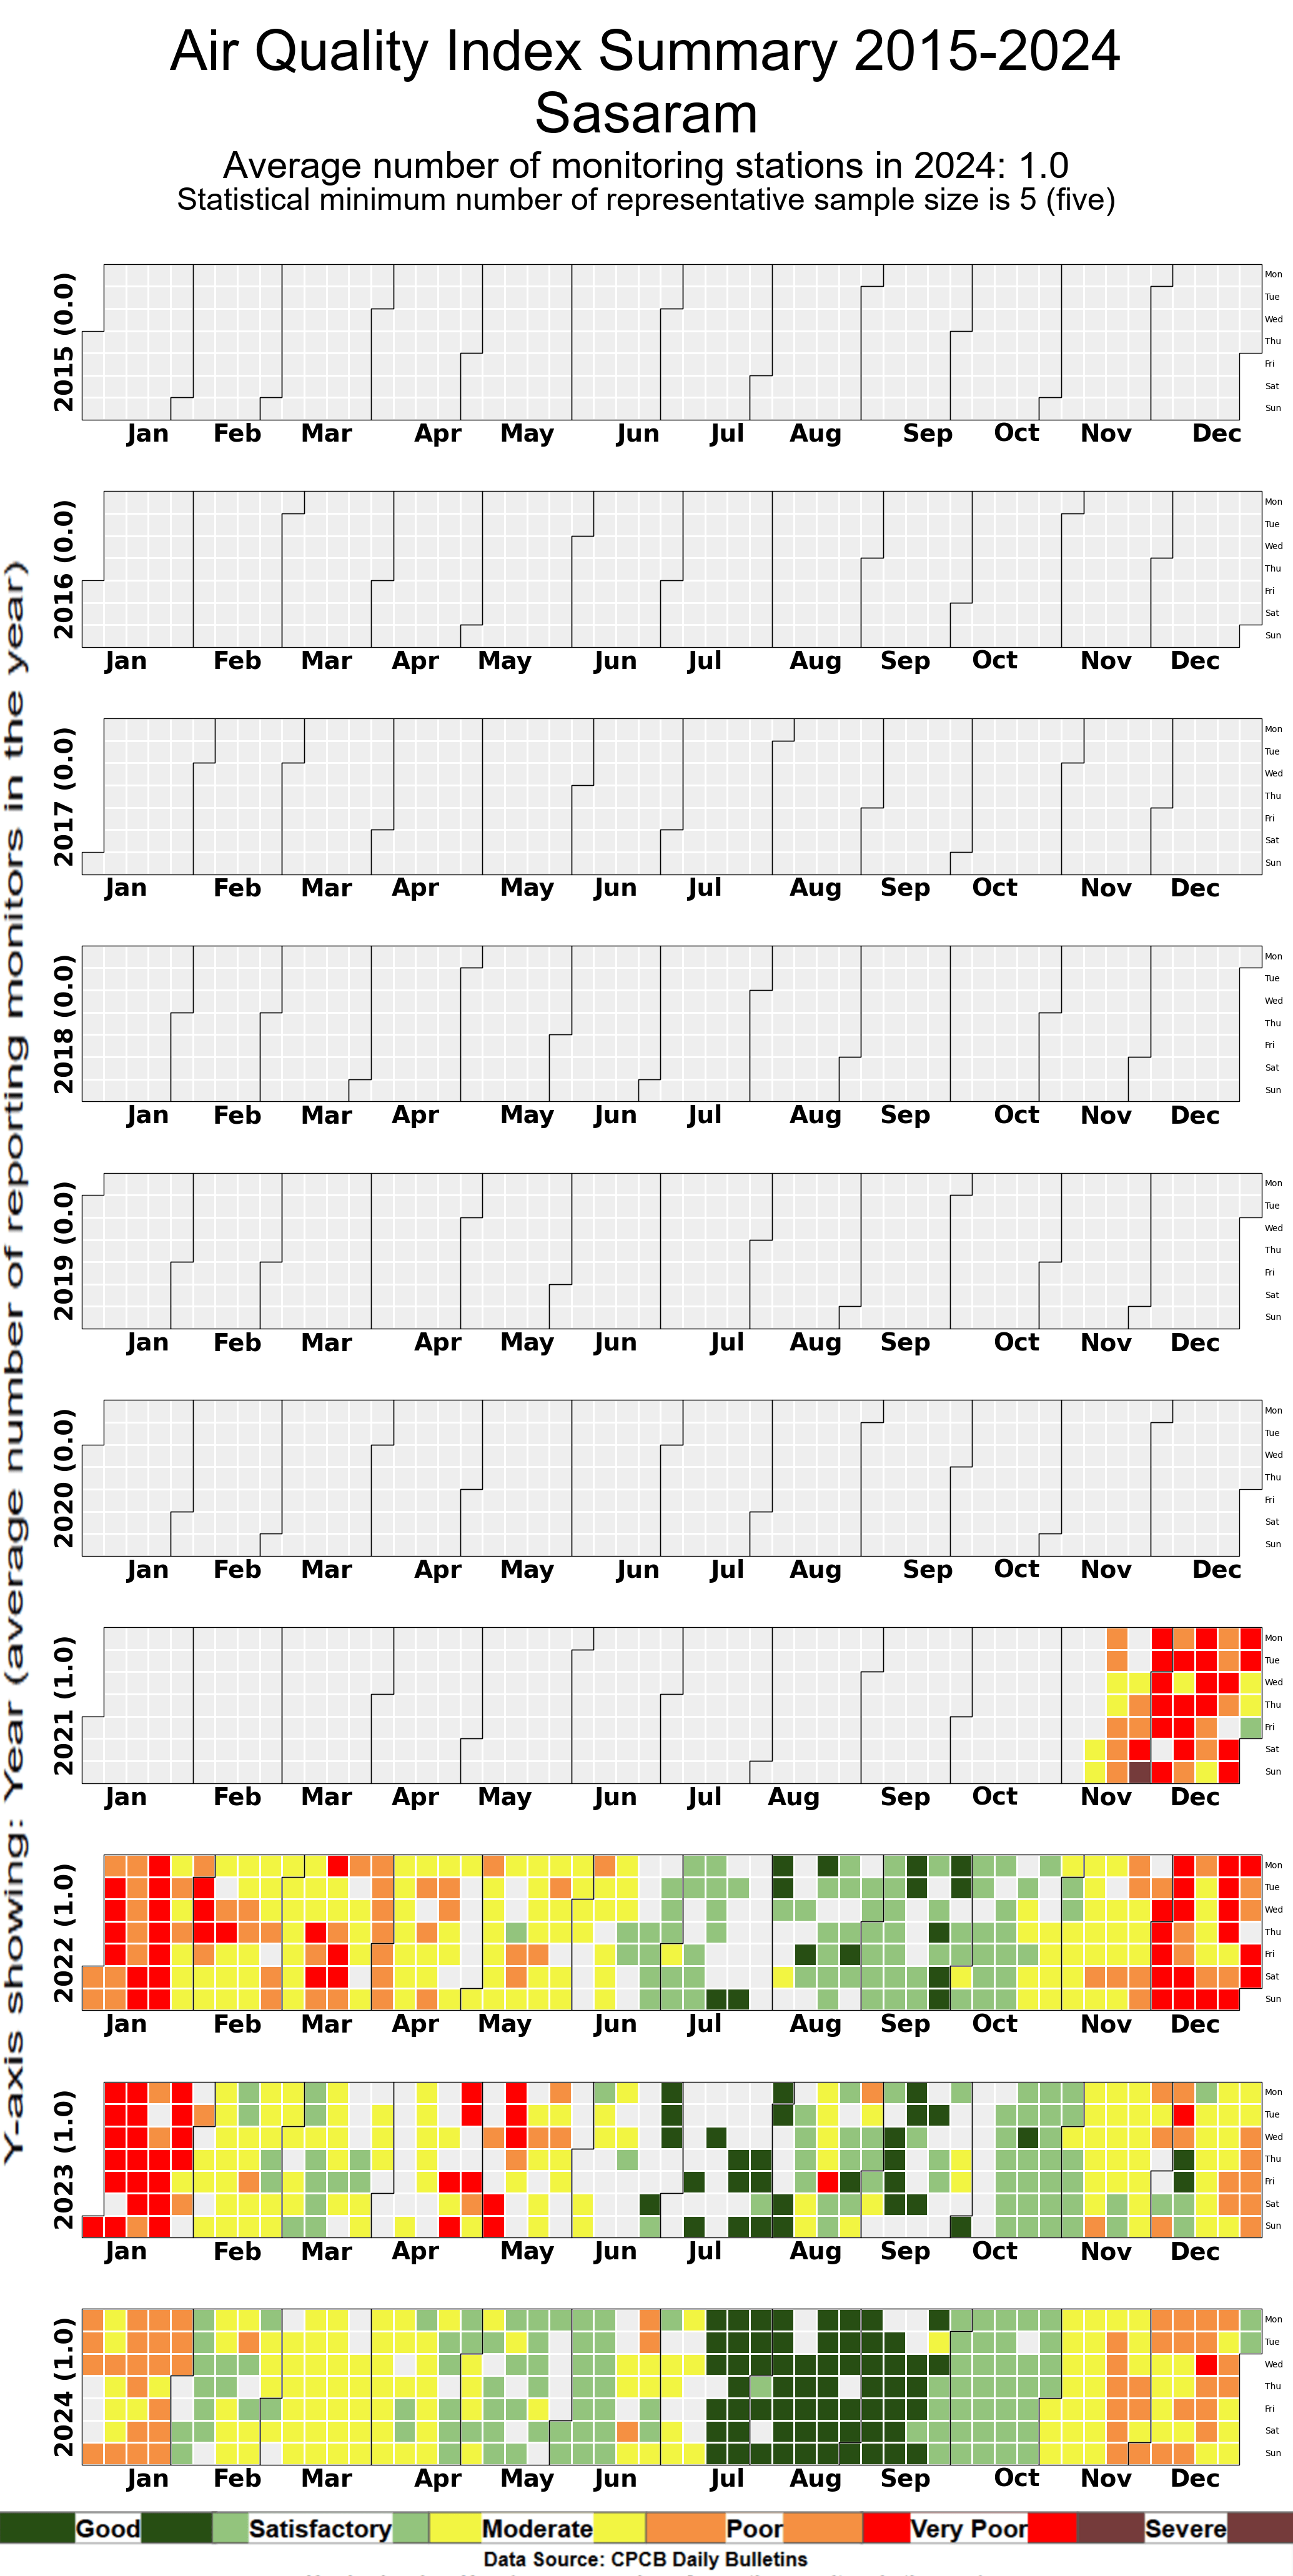 Air Quality Index Summary 2015-2024
Sasaram
Average number of monitoring stations in 2024: 1.0
Statistical minimum number of representative sample size is 5 (five)
Y-axis showing: Year (average number of reporting monitors in the year)
2015 (0.0)
Mon
Tue
Wed
Thu
Fri
Sat
Sun
Jan Feb Mar Apr May Jun Jul Aug Sep Oct Nov Dec
2016 (0.0)
Mon
Tue
Wed
Thu
Fri
Sat
Sun
Jan Feb Mar Apr May Jun Jul Aug Sep Oct Nov Dec
2017 (0.0)
Mon
Tue
Wed
Thu
Fri
Sat
Sun
Jan Feb Mar Apr May Jun Jul Aug Sep Oct Nov Dec
2018 (0.0)
Mon
Tue
Wed
Thu
Fri
Sat
Sun
Jan Feb Mar Apr May Jun Jul Aug Sep Oct Nov Dec
2019 (0.0)
Mon
Tue
Wed
Thu
Fri
Sat
Sun
Jan Feb Mar Apr May Jun Jul Aug Sep Oct Nov Dec
2020 (0.0)
Mon
Tue
Wed
Thu
Fri
Sat
Sun
Jan Feb Mar Apr May Jun Jul Aug Sep Oct Nov Dec
2021 (1.0)
Mon
Tue
Wed
Thu
Fri
Sat
Sun
Jan Feb Mar Apr May Jun Jul Aug Sep Oct Nov Dec
2022 (1.0)
Mon
Tue
Wed
Thu
Fri
Sat
Sun
Jan Feb Mar Apr May Jun Jul Aug Sep Oct Nov Dec
2023 (1.0)
Mon
Tue
Wed
Thu
Fri
Sat
Sun
Jan Feb Mar Apr May Jun Jul Aug Sep Oct Nov Dec
2024 (1.0)
Mon
Tue
Wed
Thu
Fri
Sat
Sun
Jan Feb Mar Apr May Jun Jul Aug Sep Oct Nov Dec
Good Satisfactory Moderate Poor Very Poor Severe
Data Source: CPCB Daily Bulletins